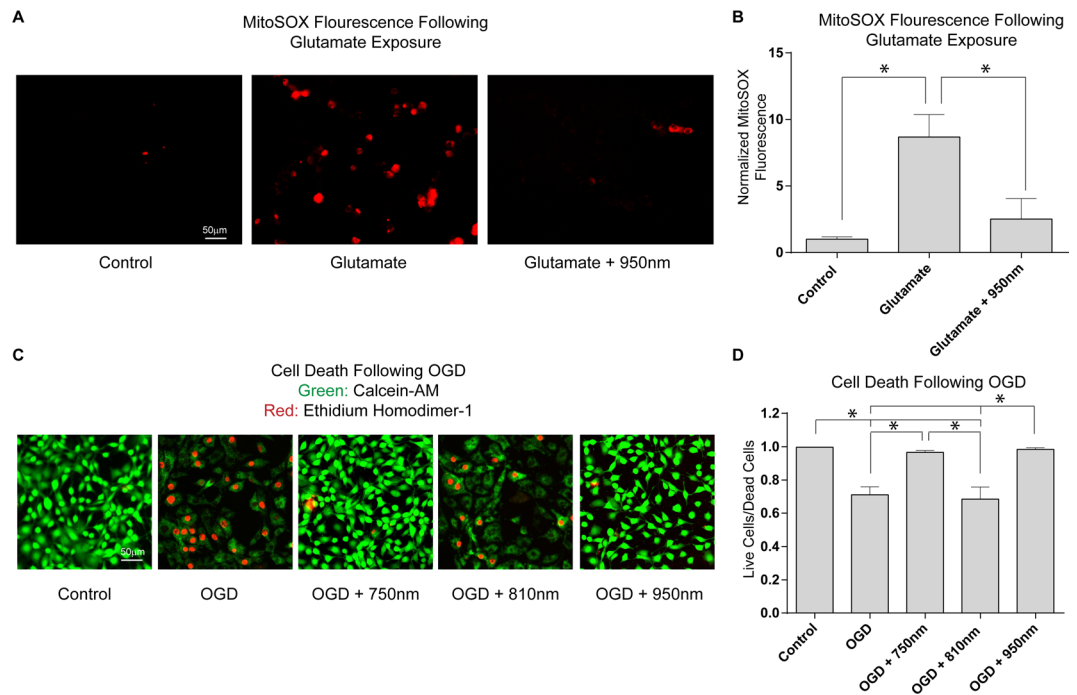 A
MitoSOX Flourescence Following
Glutamate Exposure
50µm
Control
Glutamate
Glutamate + 950nm
B
MitoSOX Flourescence Following
Glutamate Exposure
Normalized MitoSOX
Fluorescence
15
10
5
0
*
*
Control
Glutamate
Glutamate + 950nm
C
Cell Death Following OGD
Green: Calcein-AM
Red: Ethidium Homodimer-1
50µm
Control
OGD
OGD + 750nm
OGD + 810nm
OGD + 950nm
D
Cell Death Following OGD
Live Cells/Dead Cells
1.2
1.0
0.8
0.6
0.4
0.2
0.0
*
*
*
*
Control
OGD
OGD + 750nm
OGD + 810nm
OGD + 950nm